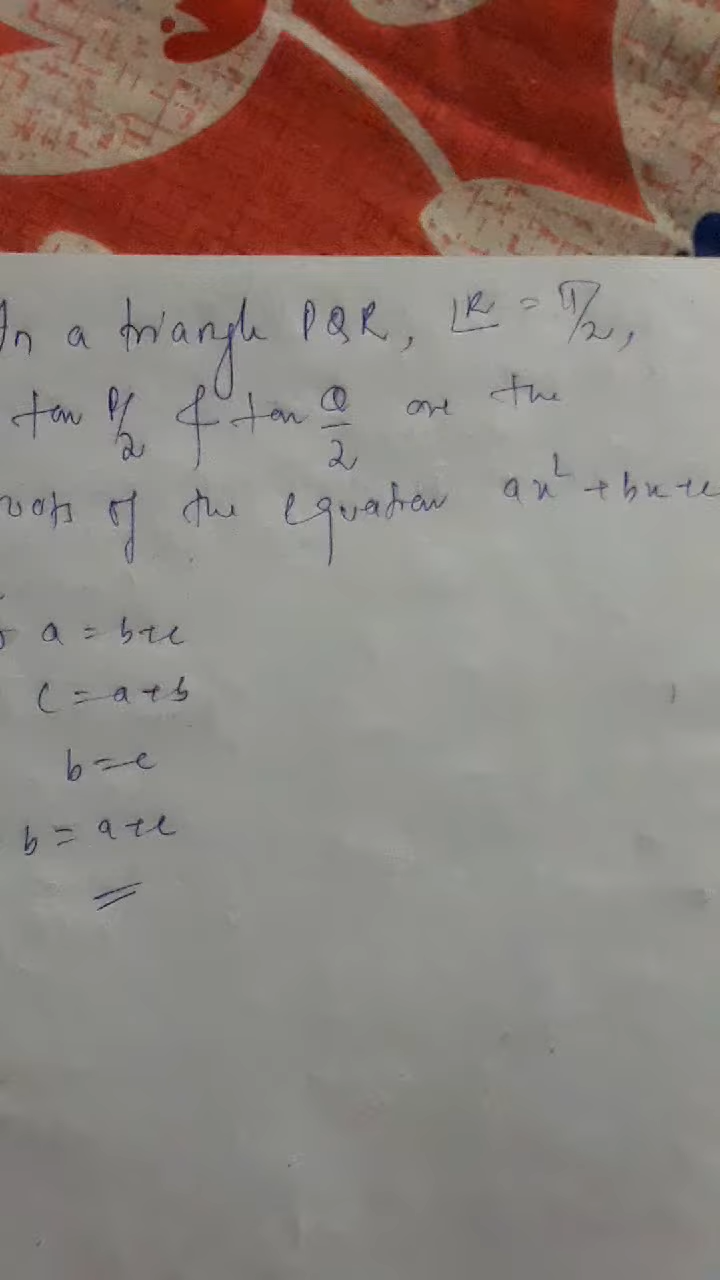 In a triangle PQR, ∠R = π/2,
tan P/2 & tan Q/2 are the
roots of the equation ax² + bx + c
a = b+c
c = a+b
b = c
b = a+c